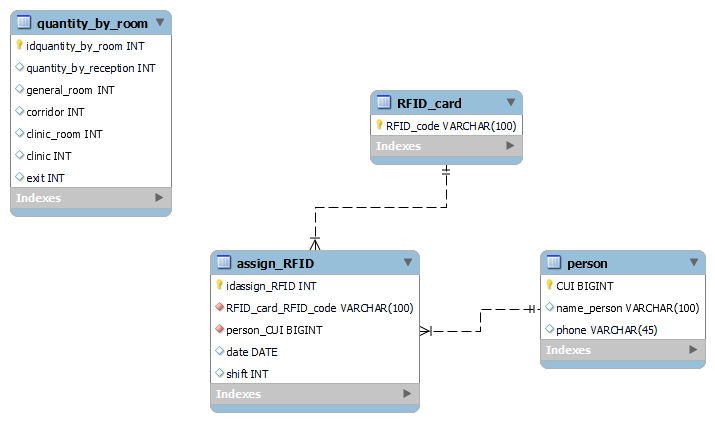 quantity_by_room
idquantity_by_room INT
quantity_by_reception INT
general_room INT
corridor INT
clinic_room INT
clinic INT
exit INT
Indexes
RFID_card
RFID_code VARCHAR(100)
Indexes
assign_RFID
idassign_RFID INT
RFID_card_RFID_code VARCHAR(100)
person_CUI BIGINT
date DATE
shift INT
Indexes
person
CUI BIGINT
name_person VARCHAR(100)
phone VARCHAR(45)
Indexes